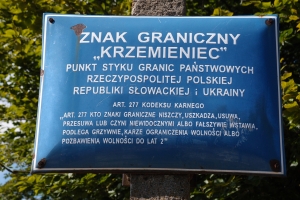 ZNAK GRANICZNY
„KRZEMIENIEC”
PUNKT STYKU GRANIC PAŃSTWOWYCH
RZECZYPOSPOLITEJ POLSKIEJ
REPUBLIKI SŁOWACKIEJ i UKRAINY
ART. 277 KODEKSU KARNEGO
„ART. 277 KTO ZNAKI GRANICZNE NISZCZY, USZKADZA, USUWA,
PRZESUWA LUB CZYNI NIEWIDOCZNYMI ALBO FAŁSZYWIE WSTAWIA,
PODLEGA GRZYWNIE, KARZE OGRANICZENIA WOLNOŚCI ALBO
POZBAWIENIA WOLNOŚCI DO LAT 2”